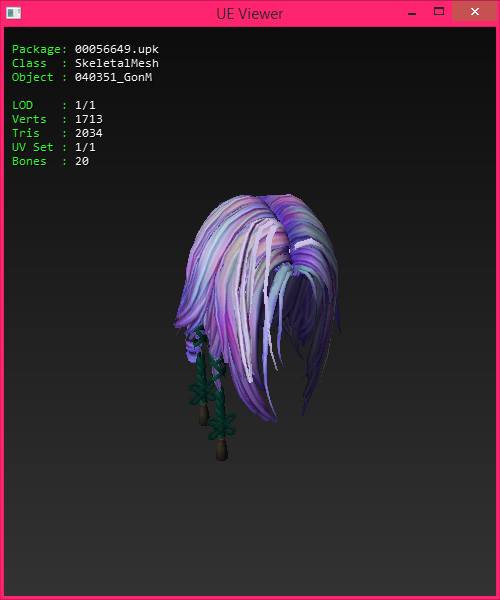 UE Viewer
Package: 00056649.upk
Class  : SkeletalMesh
Object : 040351_GonM
LOD    : 1/1
Verts  : 1713
Tris   : 2034
UV Set : 1/1
Bones  : 20